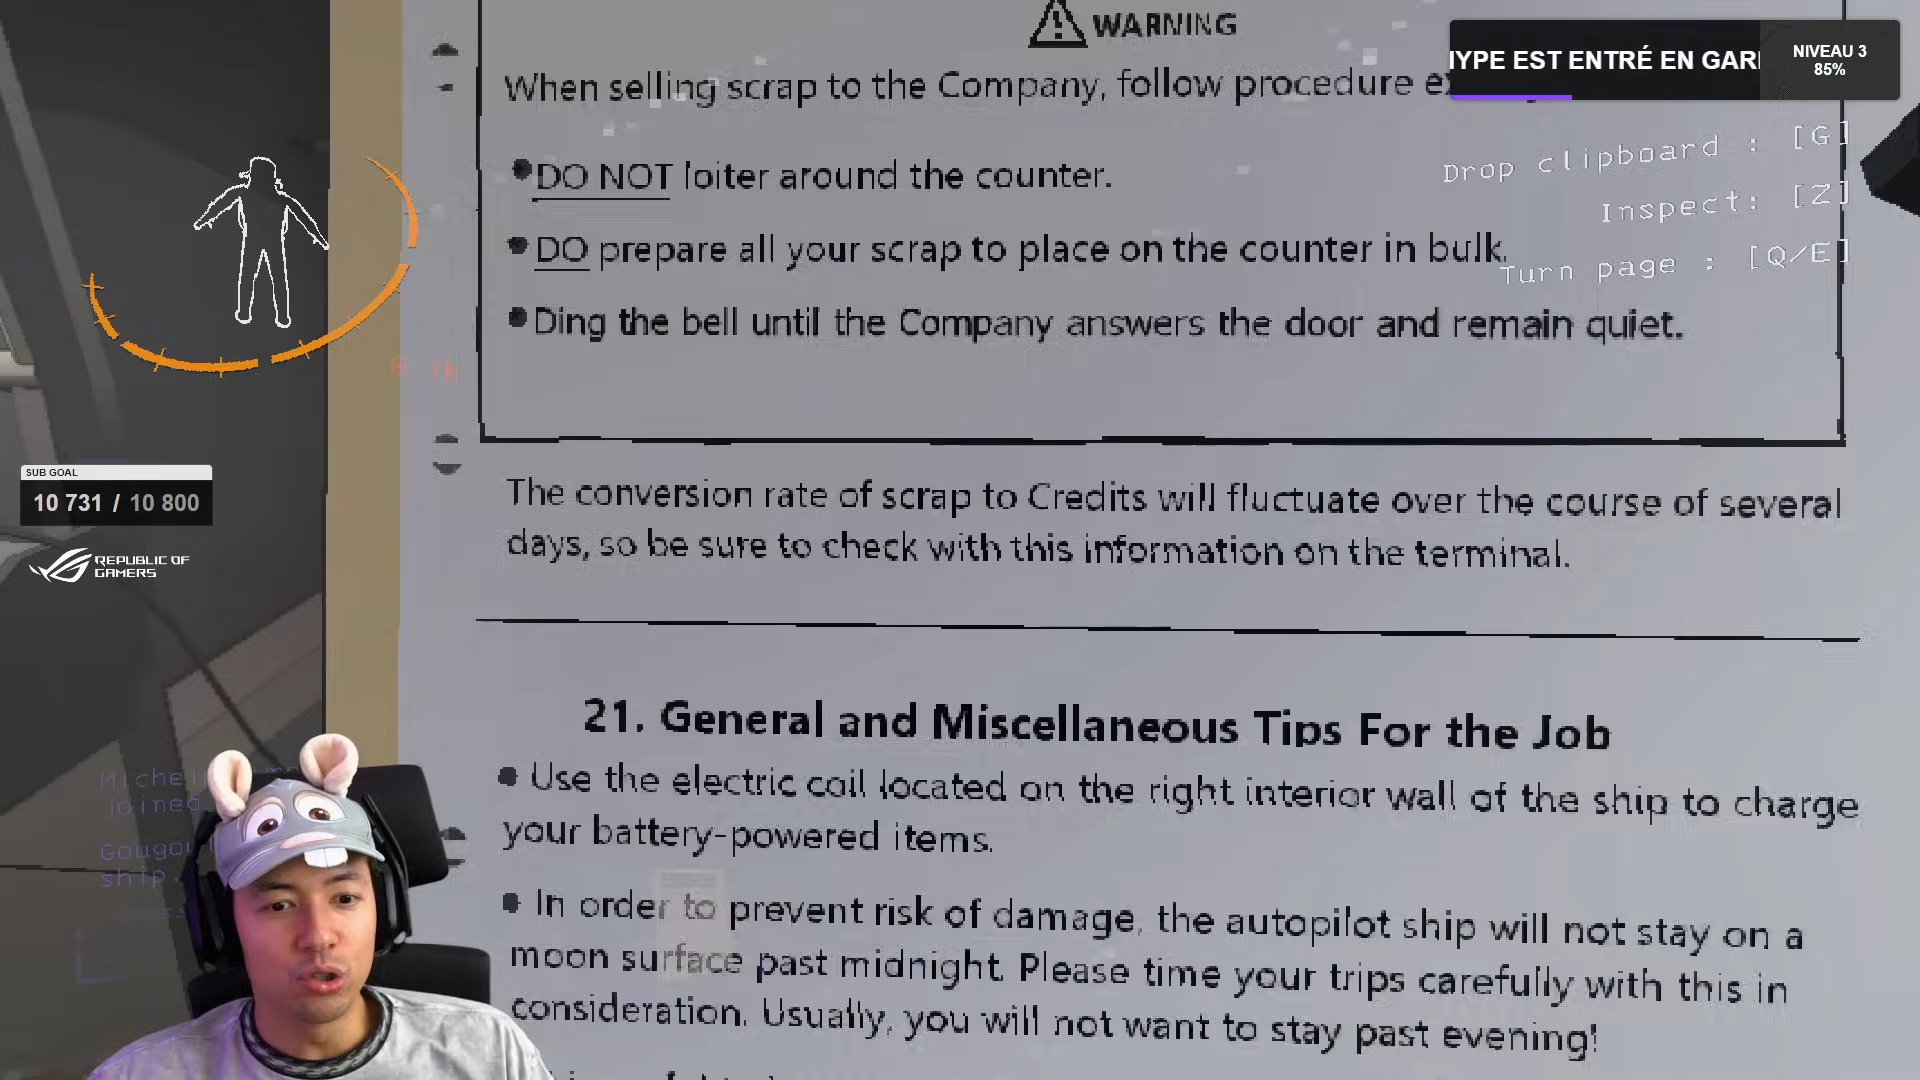 WARNING
When selling scrap to the Company, follow procedure
DO NOT loiter around the counter.
DO prepare all your scrap to place on the counter in bulk.
Ding the bell until the Company answers the door and remain quiet.
The conversion rate of scrap to Credits will fluctuate over the course of several
days, so be sure to check with this information on the terminal.
21. General and Miscellaneous Tips For the Job
Use the electric coil located on the right interior wall of the ship to charge
your battery-powered items.
In order to prevent risk of damage, the autopilot ship will not stay on a
moon surface past midnight. Please time your trips carefully with this in
consideration. Usually, you will not want to stay past evening!
HYPE EST ENTRÉ EN GAR
NIVEAU 3
85%
Drop clipboard : [G]
Inspect: [Z]
Turn page : [Q/E]
SUB GOAL
10 731 / 10 800
REPUBLIC OF
GAMERS
joined
ship.